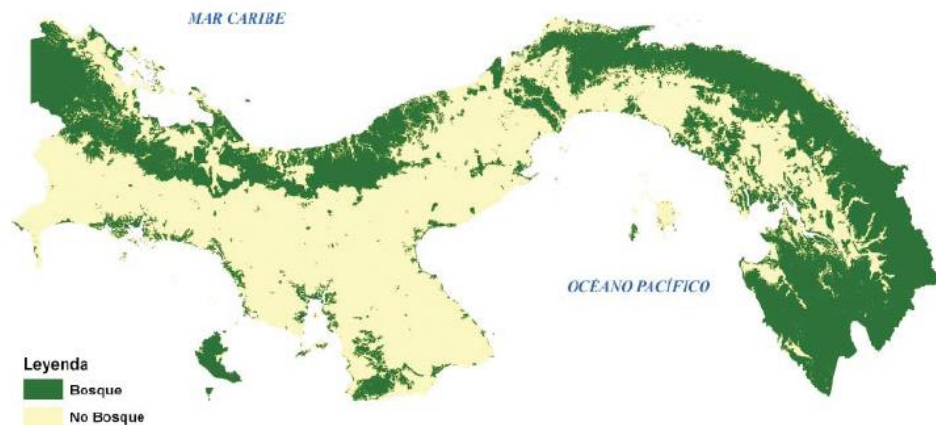 MAR CARIBE
OCÉANO PACÍFICO
Leyenda
Bosque
No Bosque